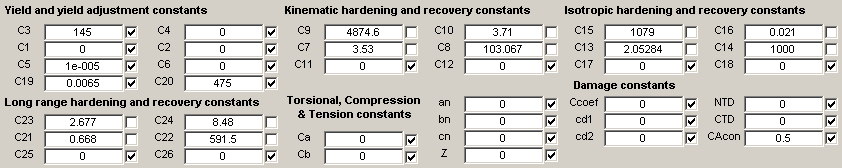 Yield and yield adjustment constants Kinematic hardening and recovery constants Isotropic hardening and recovery constants
C3 145 C4 0 C9 4874.6 C10 3.71 C15 1079 C16 0.021
C1 0 C2 0 C7 3.53 C8 103.067 C13 2.05284 C14 1000
C5 1e-005 C6 0 C11 0 C12 0 C17 0 C18 0
C19 0.0065 C20 475
Damage constants
Long range hardening and recovery constants Torsional, Compression & Tension constants
an 0 Ccoef 0 NTD 0
C23 2.677 C24 8.48 bn 0 cd1 0 CTD 0
C21 0.668 C22 591.5 Ca 0 cn 0 cd2 0 CAcon 0.5
C25 0 C26 0 Cb 0 Z 0